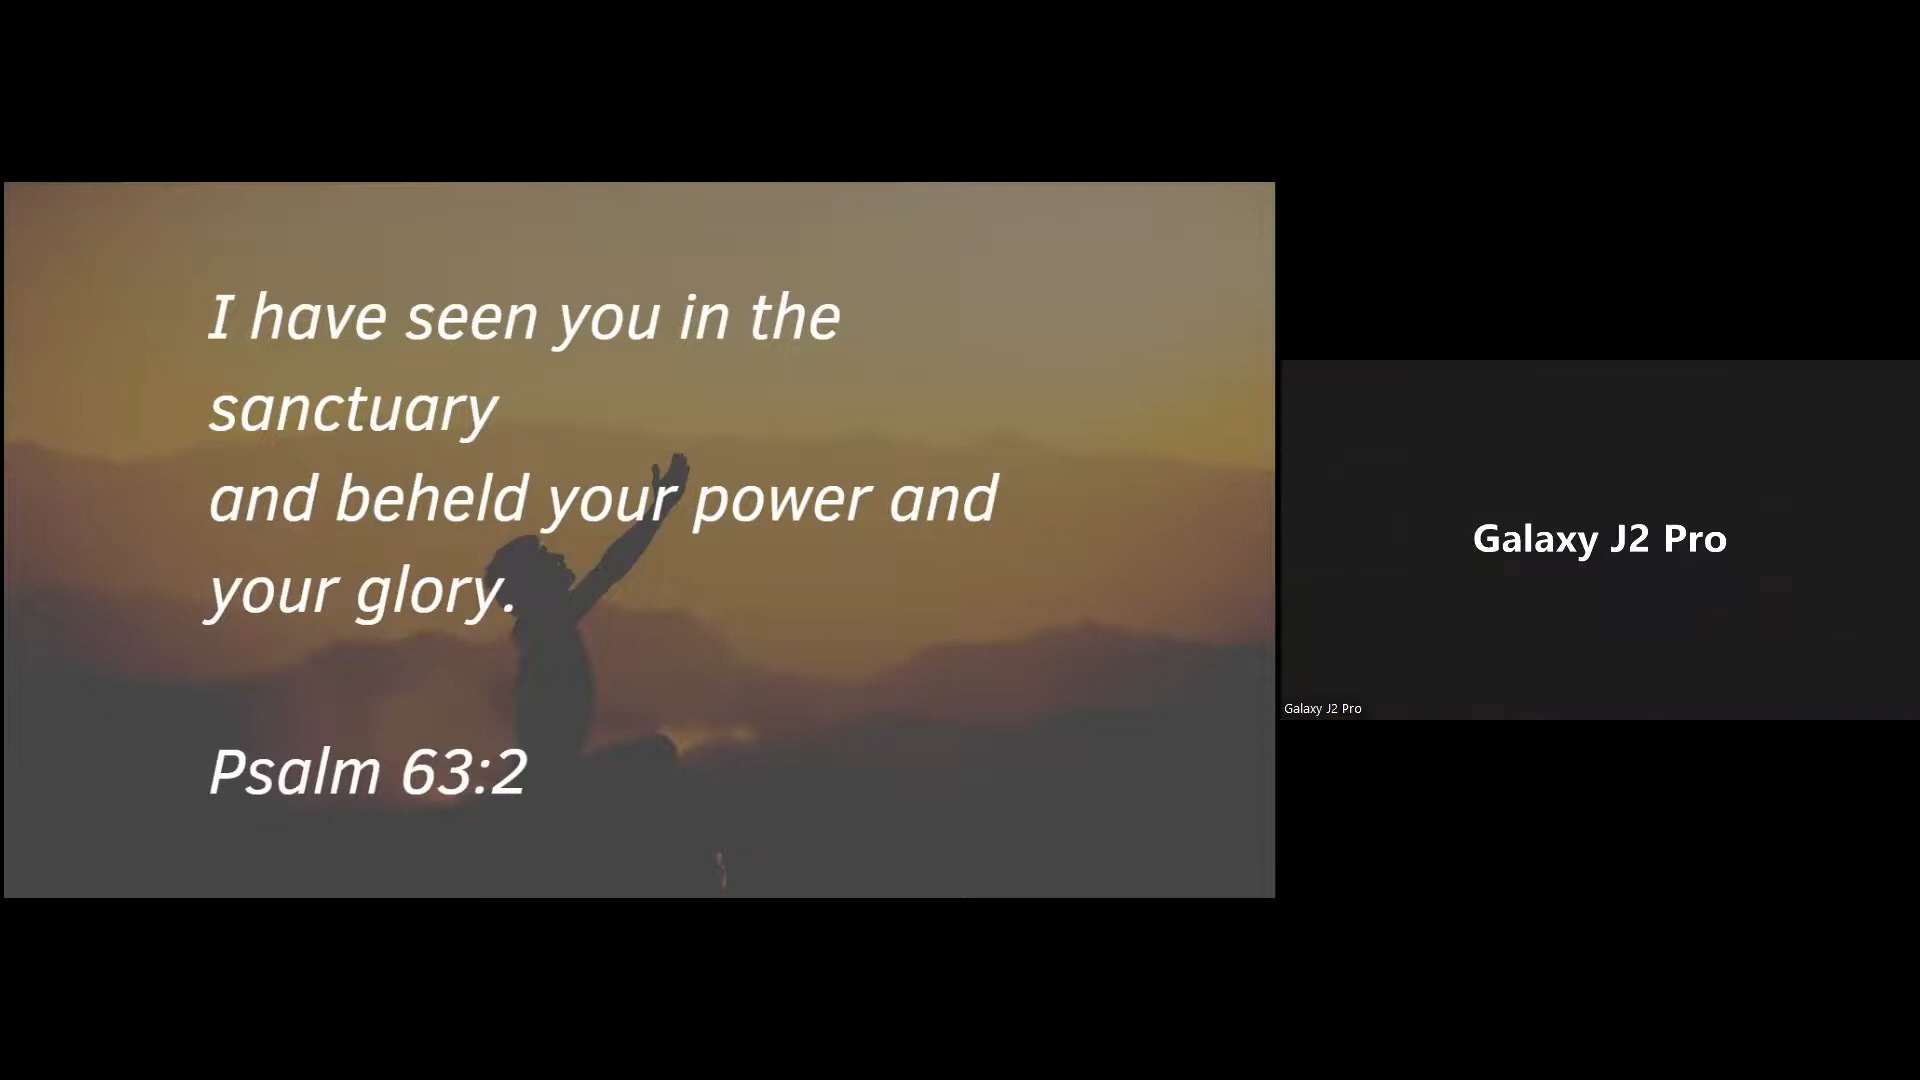 I have seen you in the
sanctuary
and beheld your power and
your glory.
Psalm 63:2
Galaxy J2 Pro
Galaxy J2 Pro